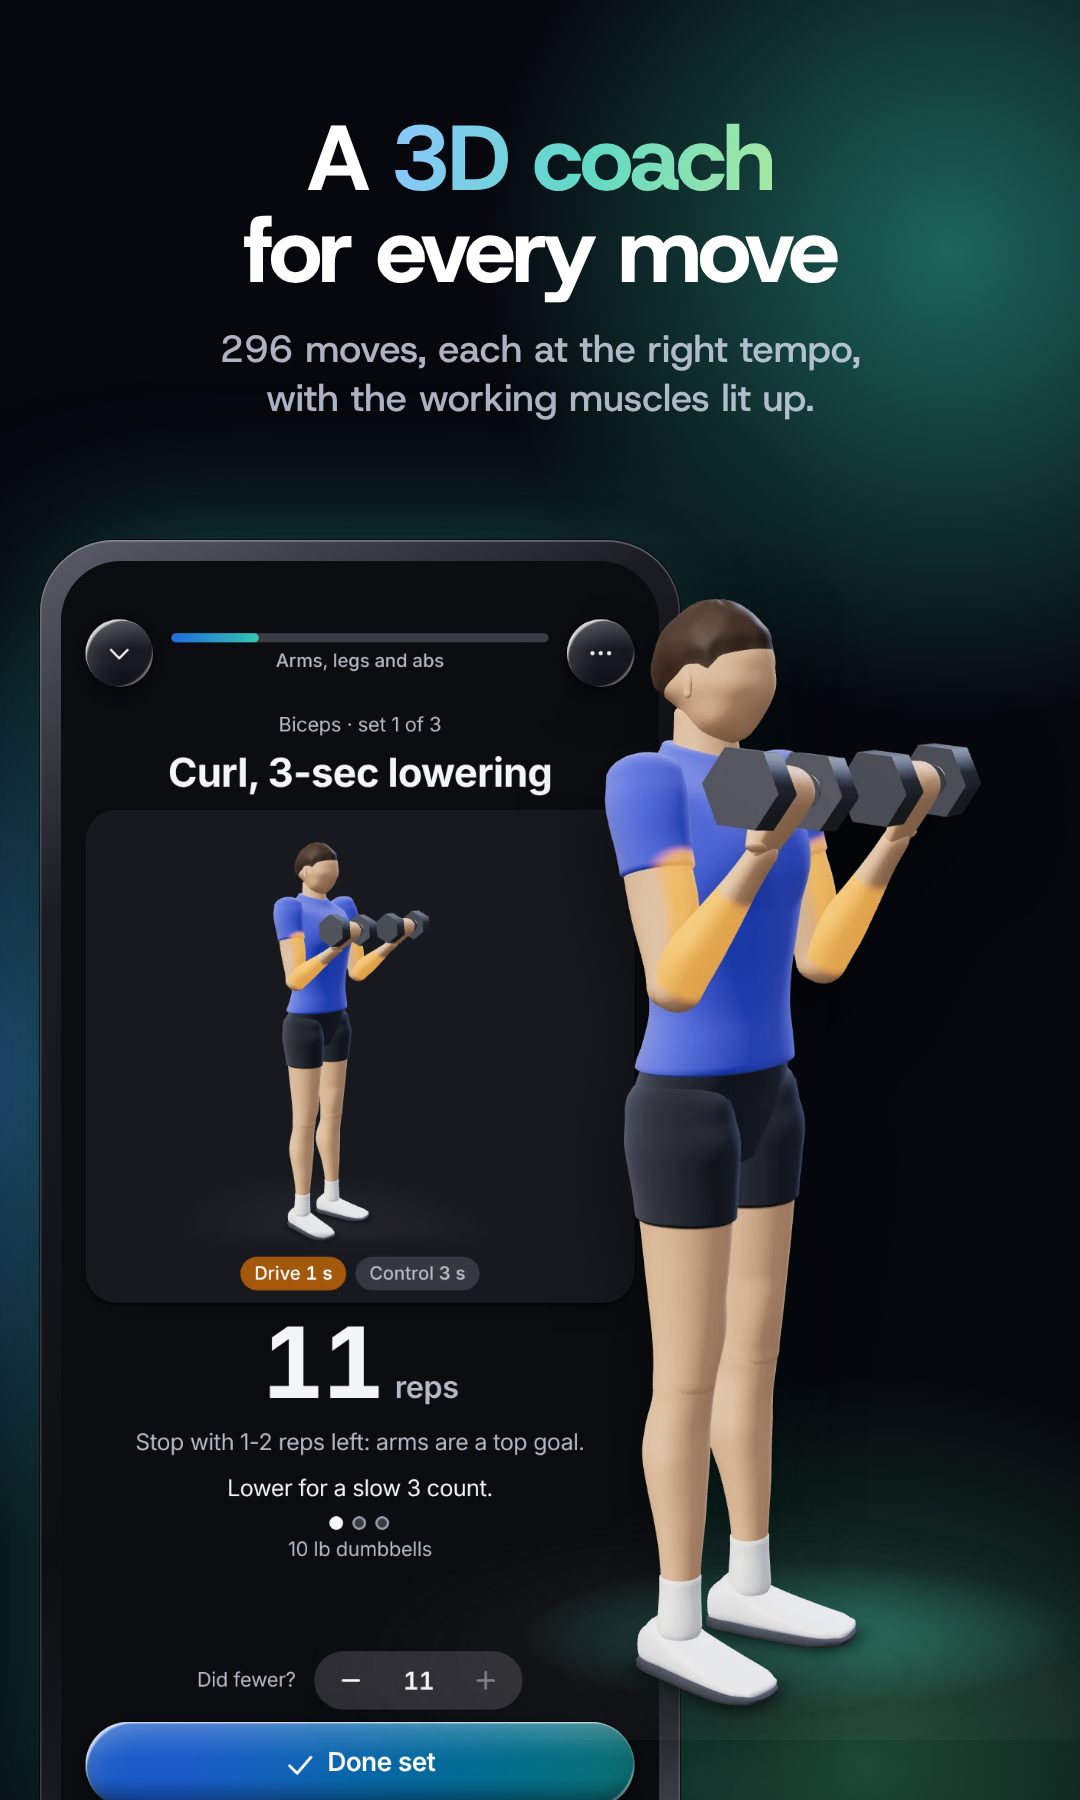 A 3D coach
for every move
296 moves, each at the right tempo,
with the working muscles lit up.
Arms, legs and abs
Biceps · set 1 of 3
Curl, 3-sec lowering
Drive 1 s
Control 3 s
11 reps
Stop with 1-2 reps left: arms are a top goal.
Lower for a slow 3 count.
10 lb dumbbells
Did fewer? − 11 +
Done set